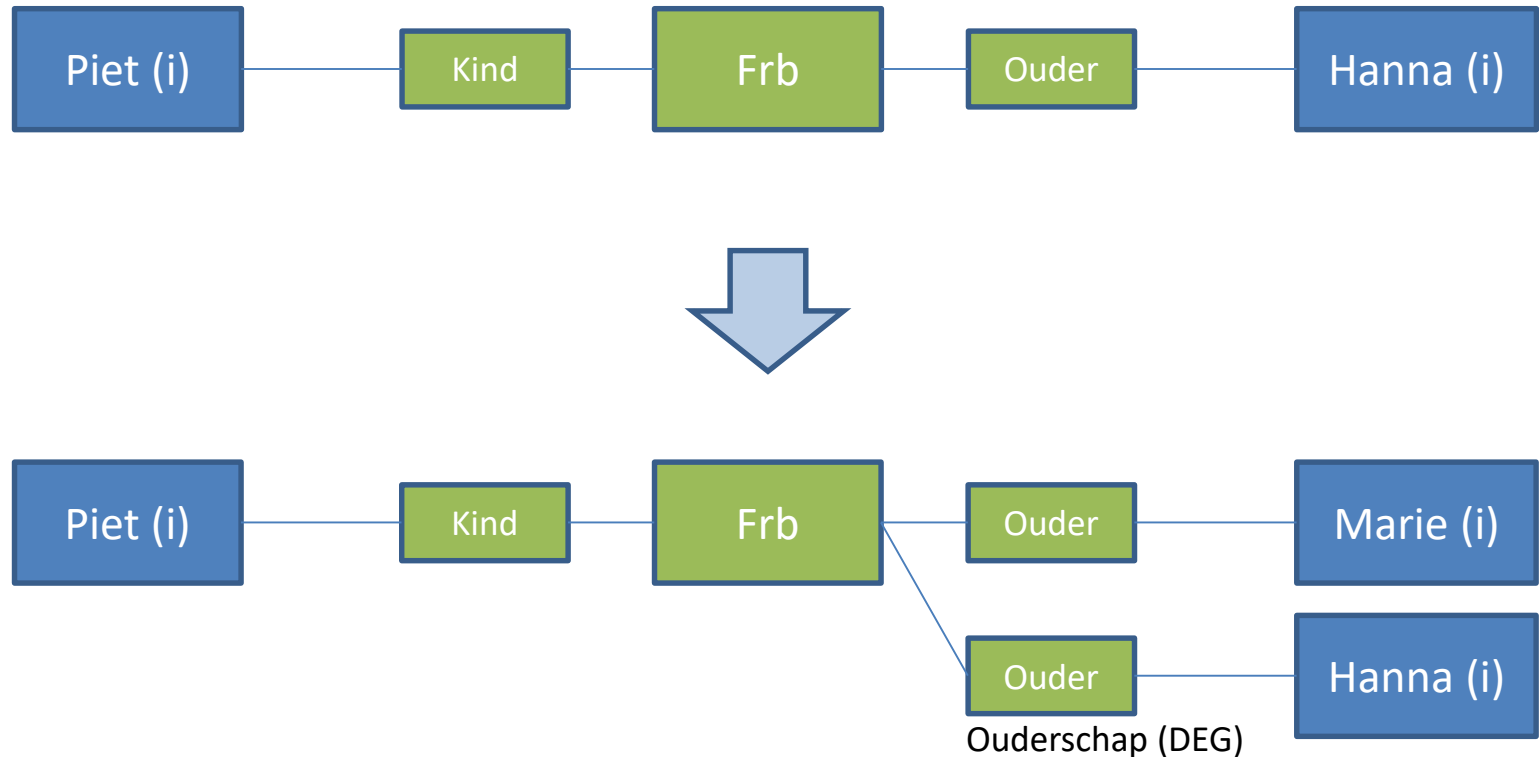 Piet (i) Kind Frb Ouder Hanna (i)
Piet (i) Kind Frb Ouder Marie (i)
Ouder Hanna (i)
Ouderschap (DEG)